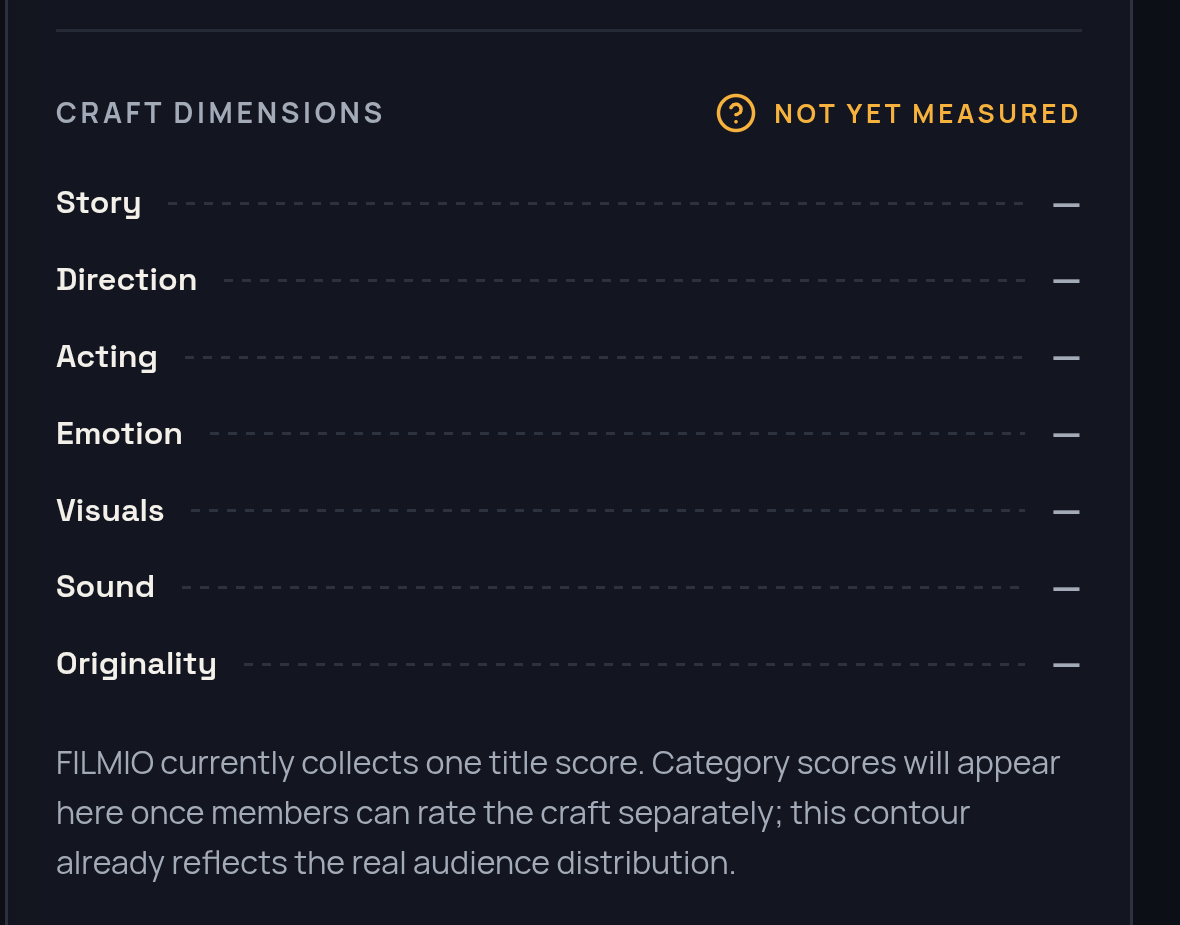 CRAFT DIMENSIONS
NOT YET MEASURED
Story —
Direction —
Acting —
Emotion —
Visuals —
Sound —
Originality —
FILMIO currently collects one title score. Category scores will appear
here once members can rate the craft separately; this contour
already reflects the real audience distribution.